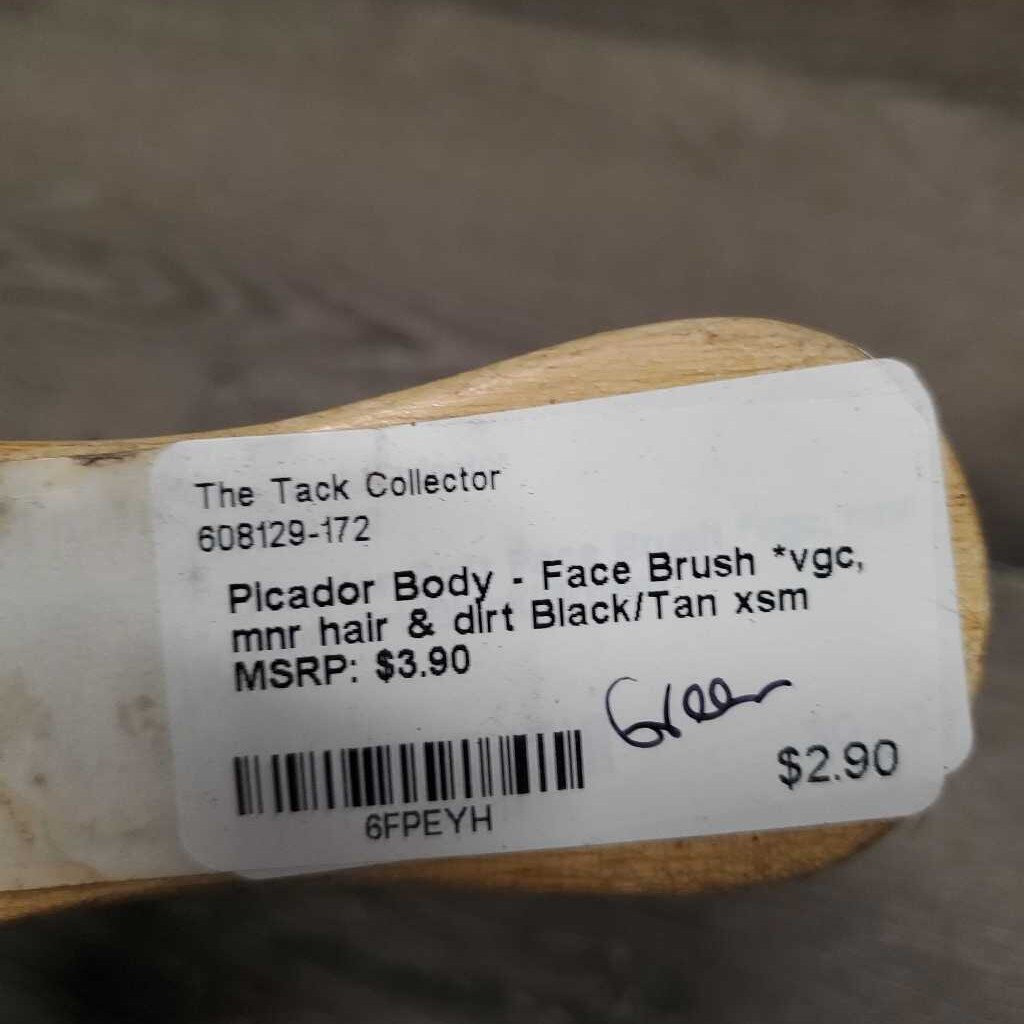 The Tack Collector
608129-172
Picador Body - Face Brush *vgc,
mnr hair & dirt Black/Tan xsm
MSRP: $3.90
Green
$2.90
6FPEYH